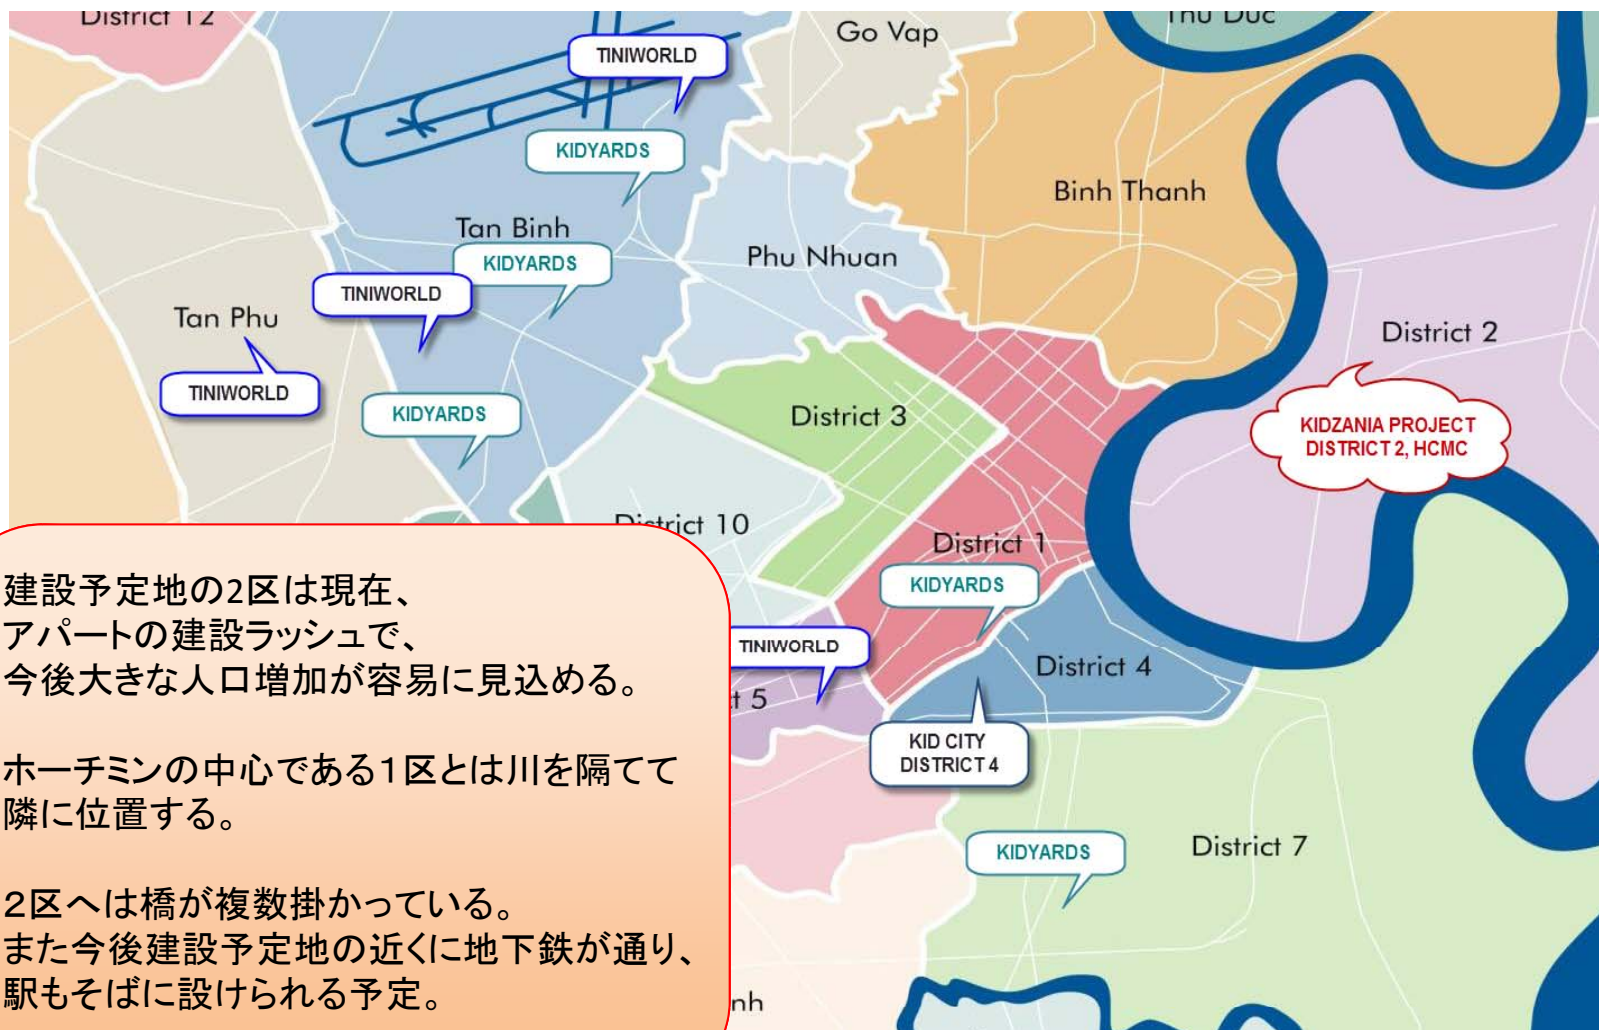 District 12
Go Vap
Thu Duc
TINIWORLD
KIDYARDS
Binh Thanh
Tan Binh
KIDYARDS
Phu Nhuan
TINIWORLD
Tan Phu
District 2
TINIWORLD
KIDYARDS
District 3
KIDZANIA PROJECT
DISTRICT 2, HCMC
District 10
District 1
KIDYARDS
TINIWORLD
District 4
t 5
KID CITY
DISTRICT 4
KIDYARDS
District 7
nh
建設予定地の2区は現在、
アパートの建設ラッシュで、
今後大きな人口増加が容易に見込める。
ホーチミンの中心である１区とは川を隔てて
隣に位置する。
２区へは橋が複数掛かっている。
また今後建設予定地の近くに地下鉄が通り、
駅もそばに設けられる予定。